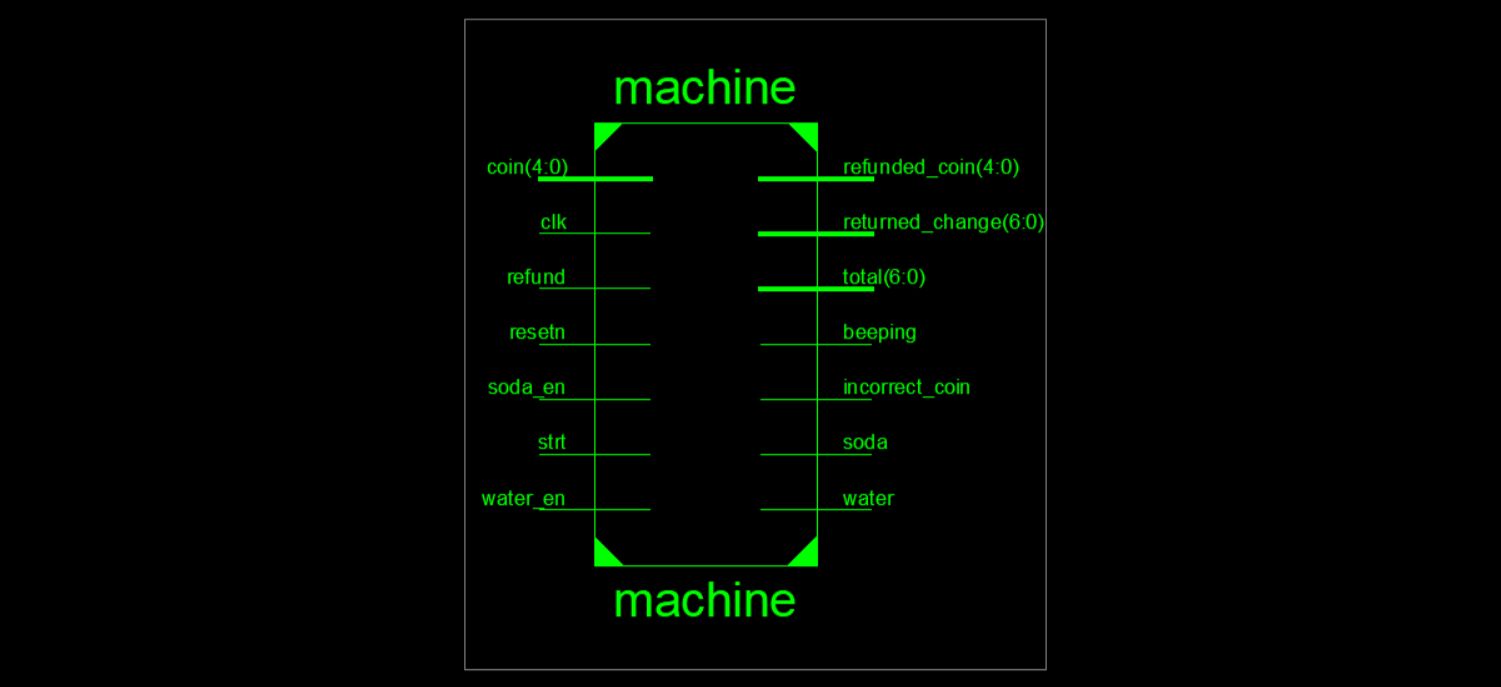 machine
coin(4:0)
refunded_coin(4:0)
clk
returned_change(6:0)
refund
total(6:0)
resetn
beeping
soda_en
incorrect_coin
strt
soda
water_en
water
machine